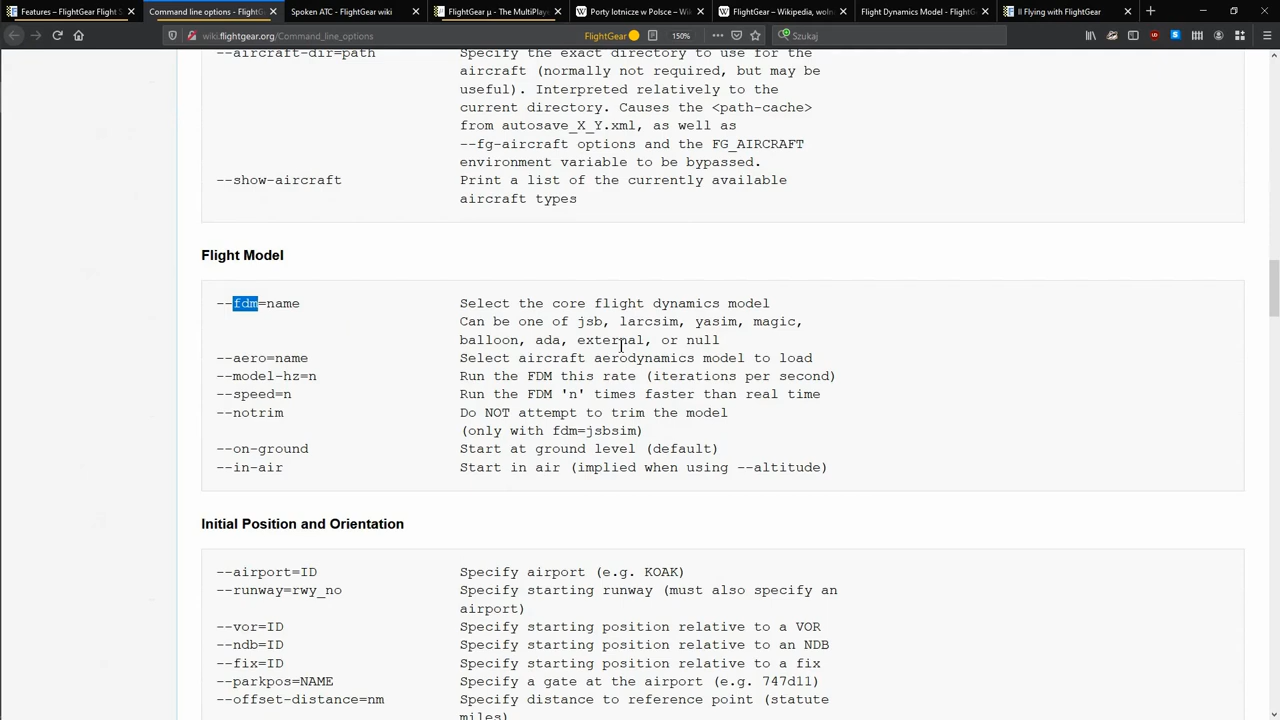 Features – FlightGear Flight S
Command line options - FlightG
Spoken ATC - FlightGear wiki
FlightGear µ - The MultiPlaye
Porty lotnicze w Polsce – Wiki
FlightGear – Wikipedia, wolna
Flight Dynamics Model - FlightG
II Flying with FlightGear
wiki.flightgear.org/Command_line_options
FlightGear
150%
Szukaj
--aircraft-dir=path Specify the exact directory to use for the
aircraft (normally not required, but may be
useful). Interpreted relatively to the
current directory. Causes the <path-cache>
from autosave_X_Y.xml, as well as
--fg-aircraft options and the FG_AIRCRAFT
environment variable to be bypassed.
--show-aircraft Print a list of the currently available
aircraft types
Flight Model
--fdm=name Select the core flight dynamics model
Can be one of jsb, larcsim, yasim, magic,
balloon, ada, external, or null
--aero=name Select aircraft aerodynamics model to load
--model-hz=n Run the FDM this rate (iterations per second)
--speed=n Run the FDM 'n' times faster than real time
--notrim Do NOT attempt to trim the model
(only with fdm=jsbsim)
--on-ground Start at ground level (default)
--in-air Start in air (implied when using --altitude)
Initial Position and Orientation
--airport=ID Specify airport (e.g. KOAK)
--runway=rwy_no Specify starting runway (must also specify an
airport)
--vor=ID Specify starting position relative to a VOR
--ndb=ID Specify starting position relative to an NDB
--fix=ID Specify starting position relative to a fix
--parkpos=NAME Specify a gate at the airport (e.g. 747d11)
--offset-distance=nm Specify distance to reference point (statute
miles)